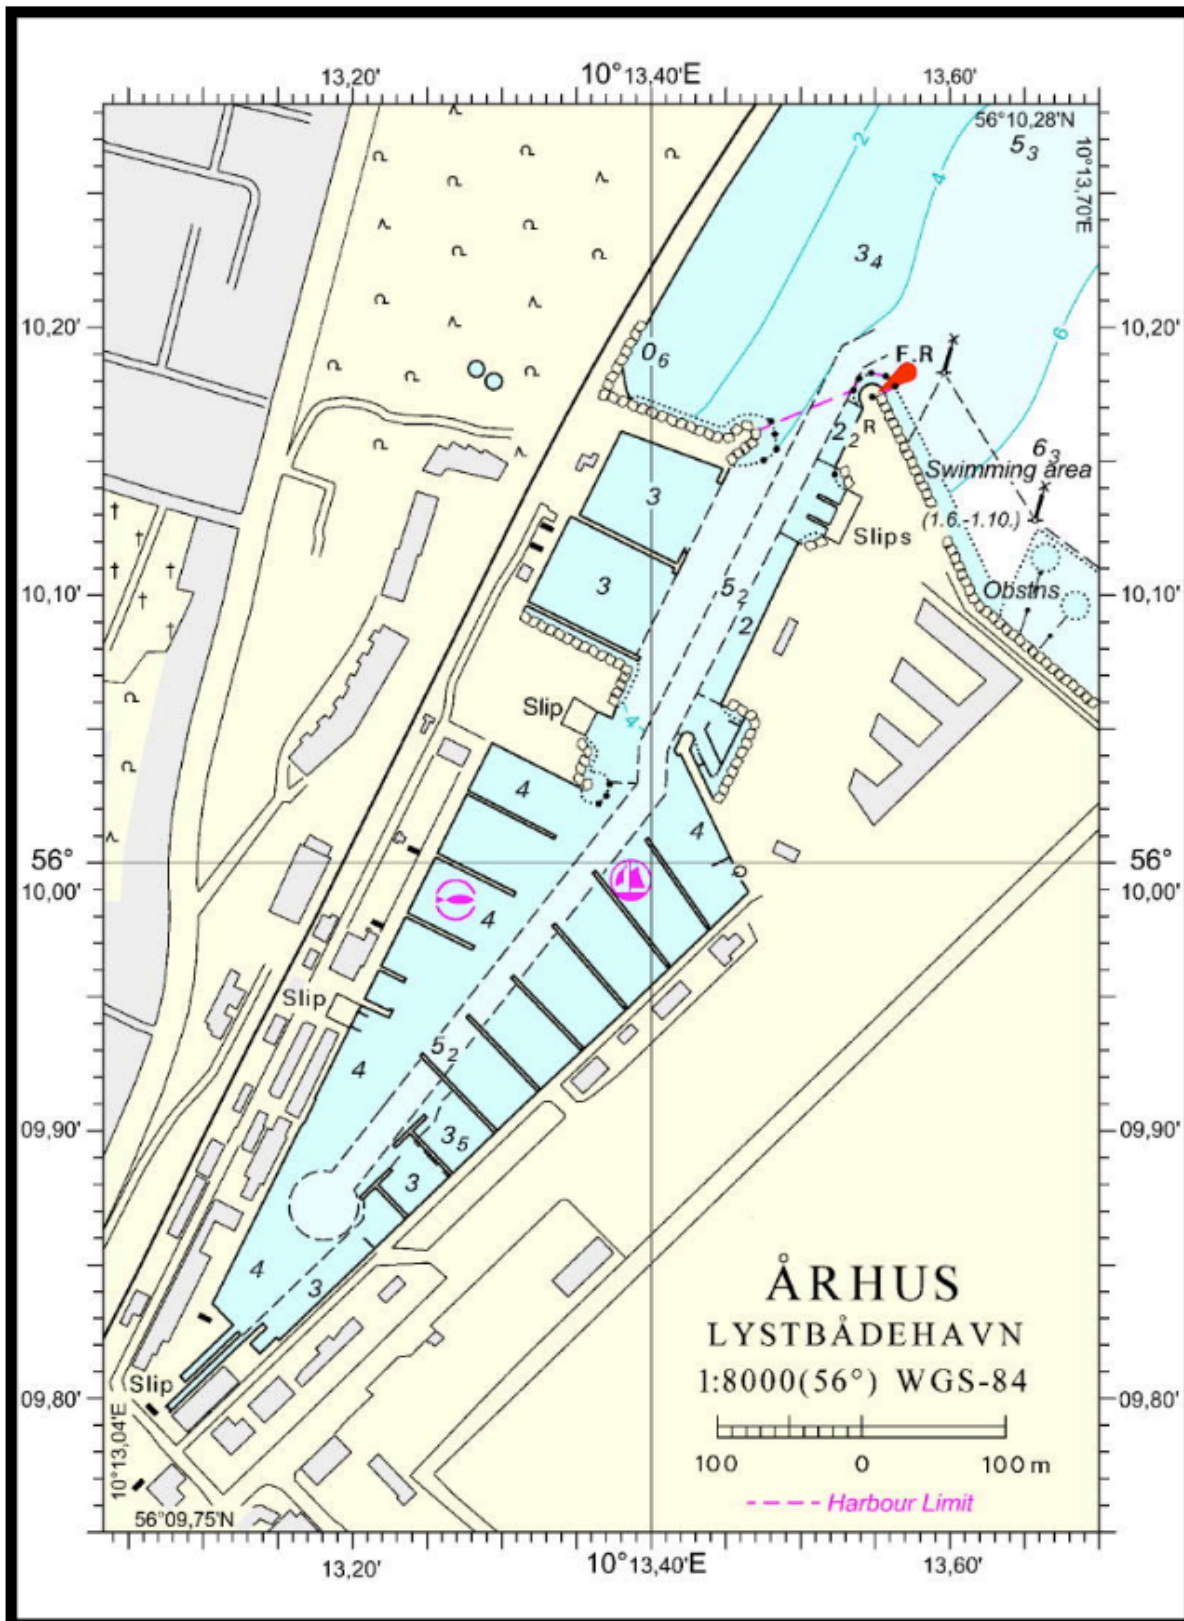 13,20'
10°13,40'E
13,60'
56°10,28'N
5₃
10°13,70'E
2
4
3₄
10,20'
0₆
F.R
6
10,20'
2₂
R
6₃
Swimming area
3
(1.6.-1.10.)
Slips
10,10'
3
5₂
Obstns
10,10'
2
Slip
4
4
4
56°
10,00'
4
56°
10,00'
Slip
5₂
4
09,90'
3₅
09,90'
3
4
3
ÅRHUS
LYSTBÅDEHAVN
1:8000(56°) WGS-84
Slip
09,80'
09,80'
100 0 100 m
10°13,04'E
Harbour Limit
56°09,75'N
13,20'
10°13,40'E
13,60'